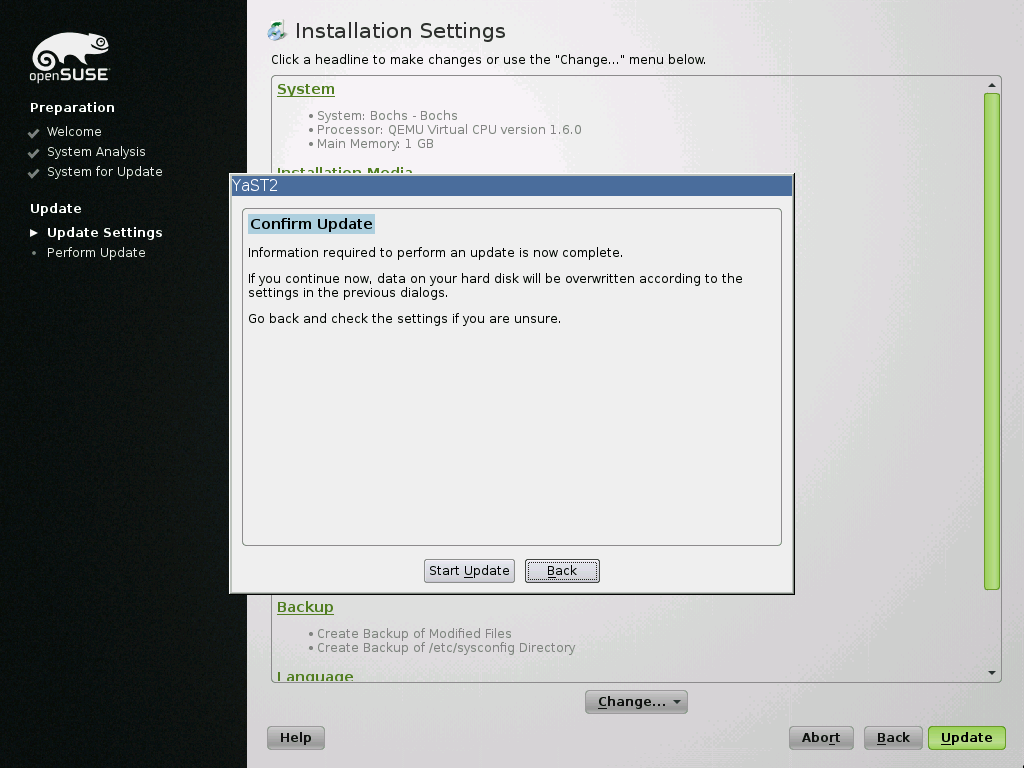 openSUSE
Preparation
Welcome
System Analysis
System for Update
Update
Update Settings
Perform Update
Installation Settings
Click a headline to make changes or use the "Change..." menu below.
System
• System: Bochs - Bochs
• Processor: QEMU Virtual CPU version 1.6.0
• Main Memory: 1 GB
Installation Media
YaST2
Confirm Update
Information required to perform an update is now complete.
If you continue now, data on your hard disk will be overwritten according to the
settings in the previous dialogs.
Go back and check the settings if you are unsure.
Start Update
Back
Backup
• Create Backup of Modified Files
• Create Backup of /etc/sysconfig Directory
Language
Change...
Help
Abort
Back
Update